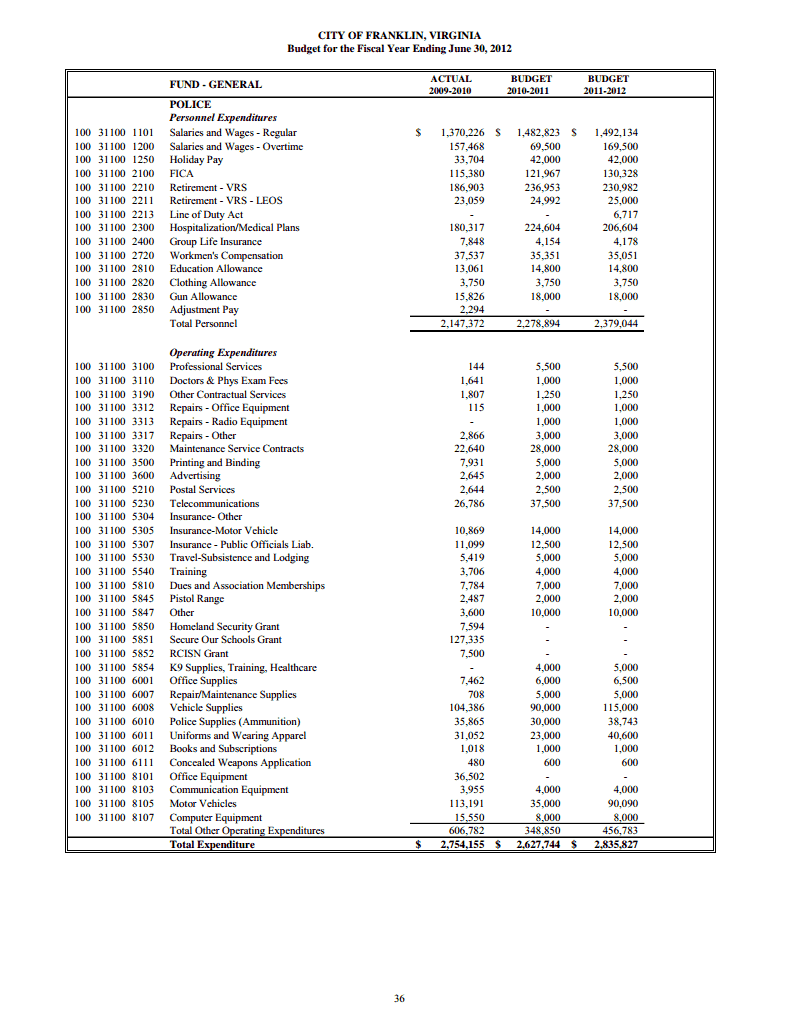 CITY OF FRANKLIN, VIRGINIA
Budget for the Fiscal Year Ending June 30, 2012
FUND - GENERAL ACTUAL 2009-2010 BUDGET 2010-2011 BUDGET 2011-2012
POLICE
Personnel Expenditures
100 31100 1101 Salaries and Wages - Regular $ 1,370,226 $ 1,482,823 $ 1,492,134
100 31100 1200 Salaries and Wages - Overtime 157,468 69,500 169,500
100 31100 1250 Holiday Pay 33,704 42,000 42,000
100 31100 2100 FICA 115,380 121,967 130,328
100 31100 2210 Retirement - VRS 186,903 236,953 230,982
100 31100 2211 Retirement - VRS - LEOS 23,059 24,992 25,000
100 31100 2213 Line of Duty Act - - 6,717
100 31100 2300 Hospitalization/Medical Plans 180,317 224,604 206,604
100 31100 2400 Group Life Insurance 7,848 4,154 4,178
100 31100 2720 Workmen's Compensation 37,537 35,351 35,051
100 31100 2810 Education Allowance 13,061 14,800 14,800
100 31100 2820 Clothing Allowance 3,750 3,750 3,750
100 31100 2830 Gun Allowance 15,826 18,000 18,000
100 31100 2850 Adjustment Pay 2,294 - -
Total Personnel 2,147,372 2,278,894 2,379,044
Operating Expenditures
100 31100 3100 Professional Services 144 5,500 5,500
100 31100 3110 Doctors & Phys Exam Fees 1,641 1,000 1,000
100 31100 3190 Other Contractual Services 1,807 1,250 1,250
100 31100 3312 Repairs - Office Equipment 115 1,000 1,000
100 31100 3313 Repairs - Radio Equipment - 1,000 1,000
100 31100 3317 Repairs - Other 2,866 3,000 3,000
100 31100 3320 Maintenance Service Contracts 22,640 28,000 28,000
100 31100 3500 Printing and Binding 7,931 5,000 5,000
100 31100 3600 Advertising 2,645 2,000 2,000
100 31100 5210 Postal Services 2,644 2,500 2,500
100 31100 5230 Telecommunications 26,786 37,500 37,500
100 31100 5304 Insurance- Other
100 31100 5305 Insurance-Motor Vehicle 10,869 14,000 14,000
100 31100 5307 Insurance - Public Officials Liab. 11,099 12,500 12,500
100 31100 5530 Travel-Subsistence and Lodging 5,419 5,000 5,000
100 31100 5540 Training 3,706 4,000 4,000
100 31100 5810 Dues and Association Memberships 7,784 7,000 7,000
100 31100 5845 Pistol Range 2,487 2,000 2,000
100 31100 5847 Other 3,600 10,000 10,000
100 31100 5850 Homeland Security Grant 7,594 - -
100 31100 5851 Secure Our Schools Grant 127,335 - -
100 31100 5852 RCISN Grant 7,500 - -
100 31100 5854 K9 Supplies, Training, Healthcare - 4,000 5,000
100 31100 6001 Office Supplies 7,462 6,000 6,500
100 31100 6007 Repair/Maintenance Supplies 708 5,000 5,000
100 31100 6008 Vehicle Supplies 104,386 90,000 115,000
100 31100 6010 Police Supplies (Ammunition) 35,865 30,000 38,743
100 31100 6011 Uniforms and Wearing Apparel 31,052 23,000 40,600
100 31100 6012 Books and Subscriptions 1,018 1,000 1,000
100 31100 6111 Concealed Weapons Application 480 600 600
100 31100 8101 Office Equipment 36,502 - -
100 31100 8103 Communication Equipment 3,955 4,000 4,000
100 31100 8105 Motor Vehicles 113,191 35,000 90,090
100 31100 8107 Computer Equipment 15,550 8,000 8,000
Total Other Operating Expenditures 606,782 348,850 456,783
Total Expenditure $ 2,754,155 $ 2,627,744 $ 2,835,827
36